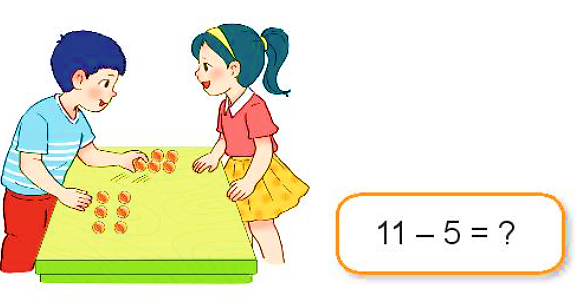 11 – 5 = ?